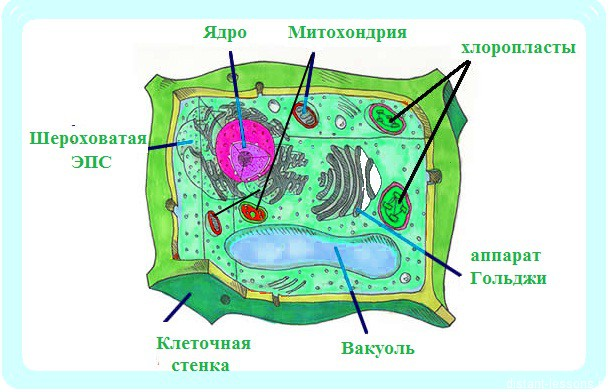 Ядро
Митохондрия
хлоропласты
Шероховатая
ЭПС
аппарат
Гольджи
Клеточная
стенка
Вакуоль